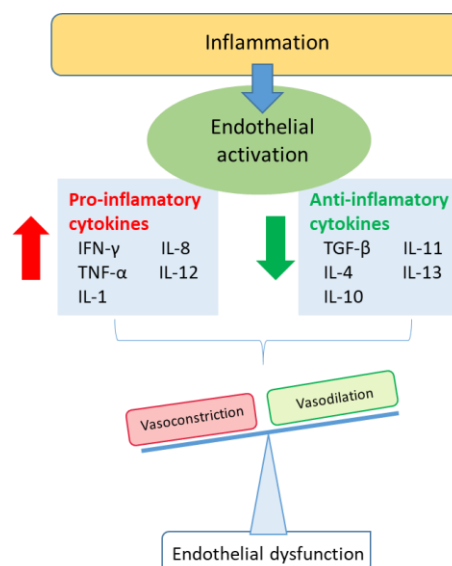 Inflammation
Endothelial
activation
Pro-inflamatory
cytokines
IFN-γ IL-8
TNF-α IL-12
IL-1
Anti-inflamatory
cytokines
TGF-β IL-11
IL-4 IL-13
IL-10
Vasoconstriction
Vasodilation
Endothelial dysfunction